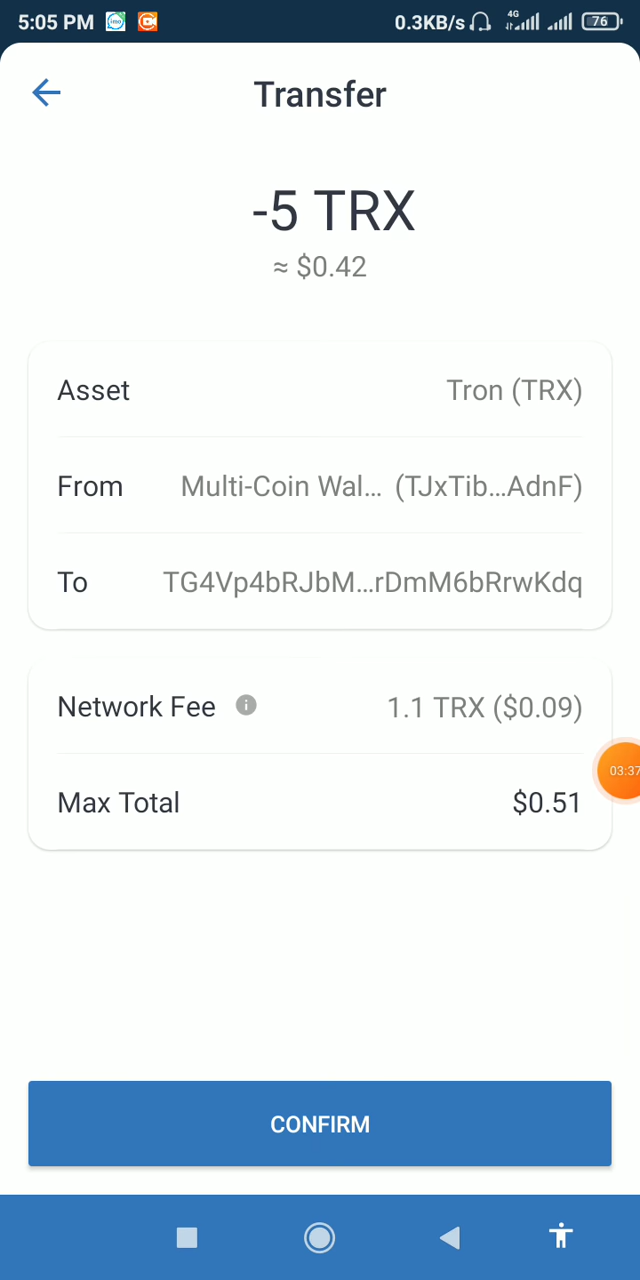 5:05 PM imo 0.3KB/s 4G 76
Transfer
-5 TRX
≈ $0.42
Asset Tron (TRX)
From Multi-Coin Wal... (TJxTib...AdnF)
To TG4Vp4bRJbM...rDmM6bRrwKdq
Network Fee i 1.1 TRX ($0.09)
03:37
Max Total $0.51
CONFIRM